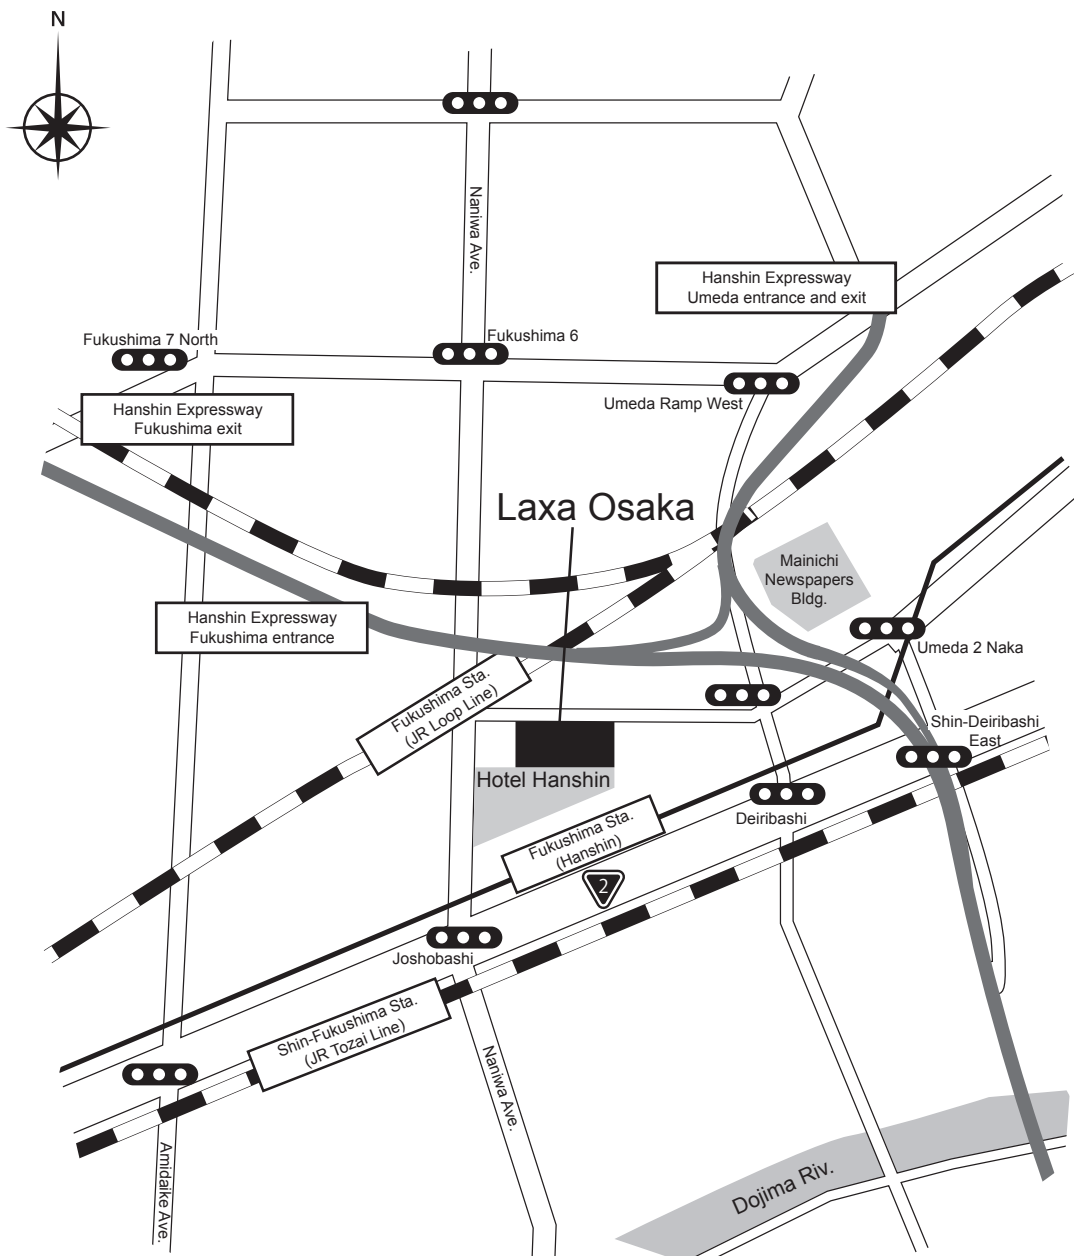 N
Naniwa Ave.
Hanshin Expressway
Umeda entrance and exit
Fukushima 7 North
Fukushima 6
Umeda Ramp West
Hanshin Expressway
Fukushima exit
Laxa Osaka
Mainichi
Newspapers
Bldg.
Hanshin Expressway
Fukushima entrance
Umeda 2 Naka
Fukushima Sta.
(JR Loop Line)
Shin-Deiribashi
East
Hotel Hanshin
Deiribashi
Fukushima Sta.
(Hanshin)
2
Joshobashi
Shin-Fukushima Sta.
(JR Tozai Line)
Naniwa Ave.
Amidaike Ave.
Dojima Riv.